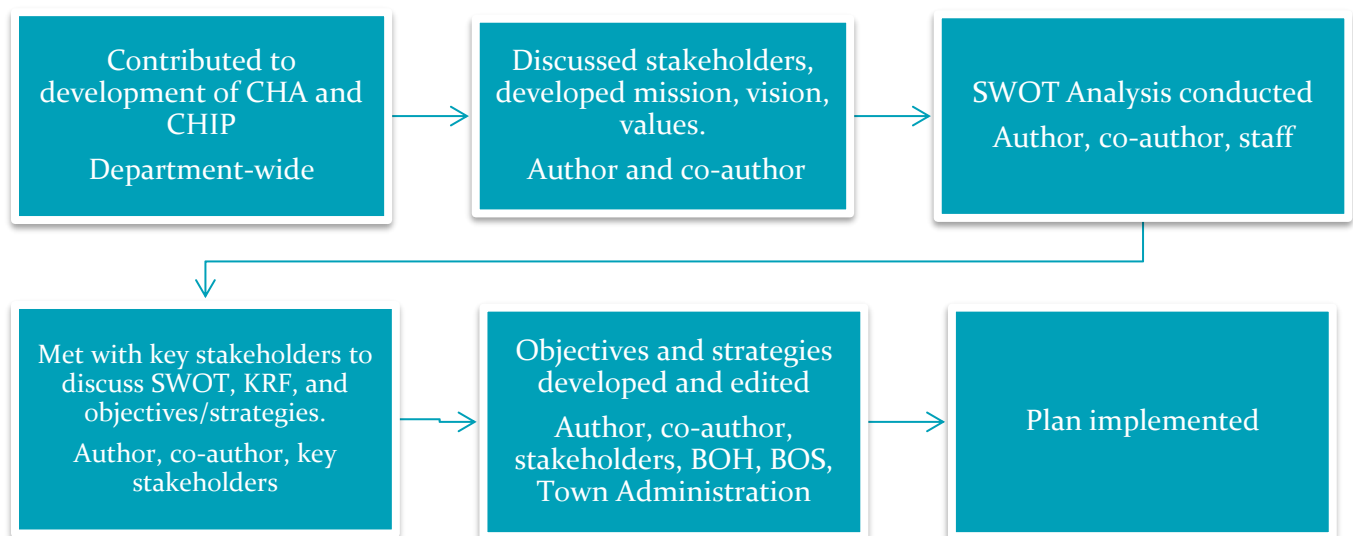 Contributed to
development of CHA and
CHIP
Department-wide
Discussed stakeholders,
developed mission, vision,
values.
Author and co-author
SWOT Analysis conducted
Author, co-author, staff
Met with key stakeholders to
discuss SWOT, KRF, and
objectives/strategies.
Author, co-author, key
stakeholders
Objectives and strategies
developed and edited
Author, co-author,
stakeholders, BOH, BOS,
Town Administration
Plan implemented